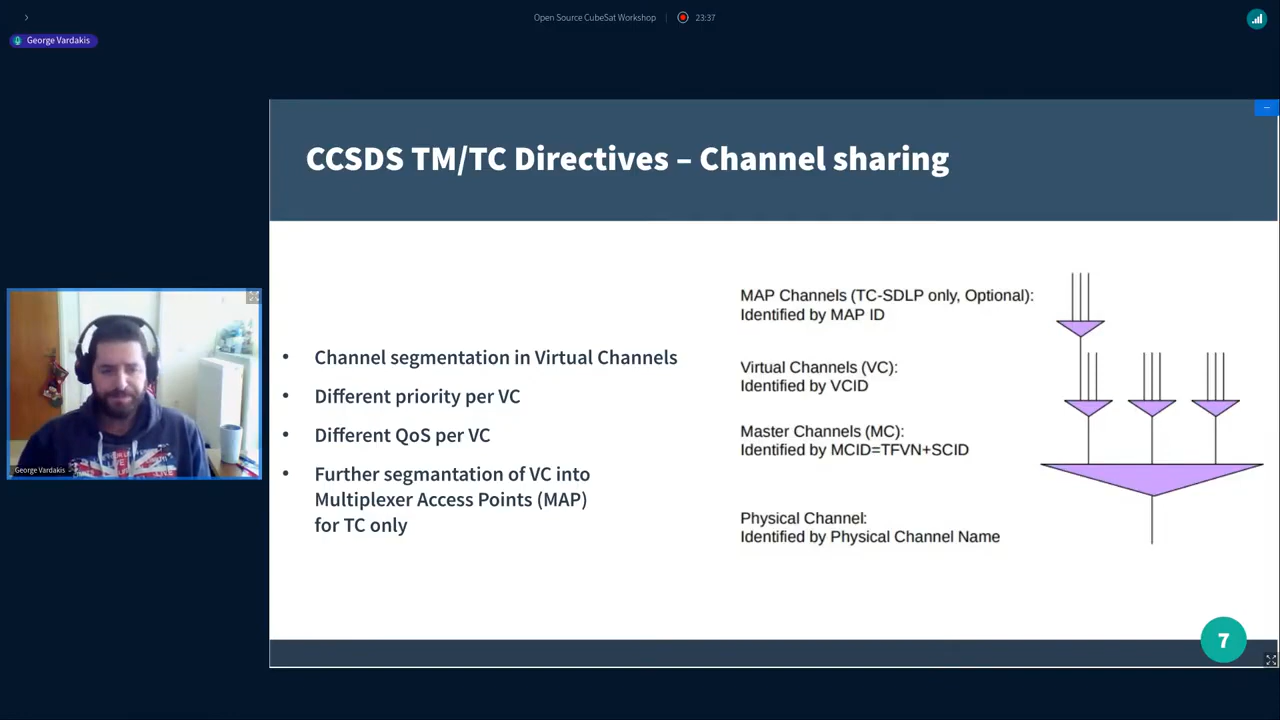 Open Source CubeSat Workshop
23:37
George Vardakis
CCSDS TM/TC Directives – Channel sharing
• Channel segmentation in Virtual Channels
• Different priority per VC
• Different QoS per VC
• Further segmantation of VC into
Multiplexer Access Points (MAP)
for TC only
MAP Channels (TC-SDLP only, Optional):
Identified by MAP ID
Virtual Channels (VC):
Identified by VCID
Master Channels (MC):
Identified by MCID=TFVN+SCID
Physical Channel:
Identified by Physical Channel Name
George Vardakis
7